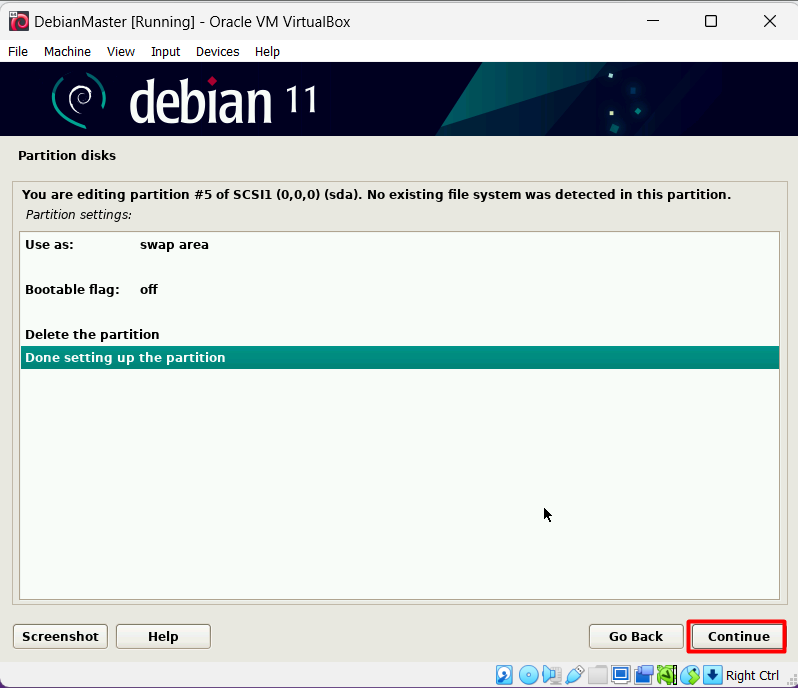 DebianMaster [Running] - Oracle VM VirtualBox
File Machine View Input Devices Help
debian 11
Partition disks
You are editing partition #5 of SCSI1 (0,0,0) (sda). No existing file system was detected in this partition.
Partition settings:
Use as: swap area
Bootable flag: off
Delete the partition
Done setting up the partition
Screenshot Help Go Back Continue
Right Ctrl